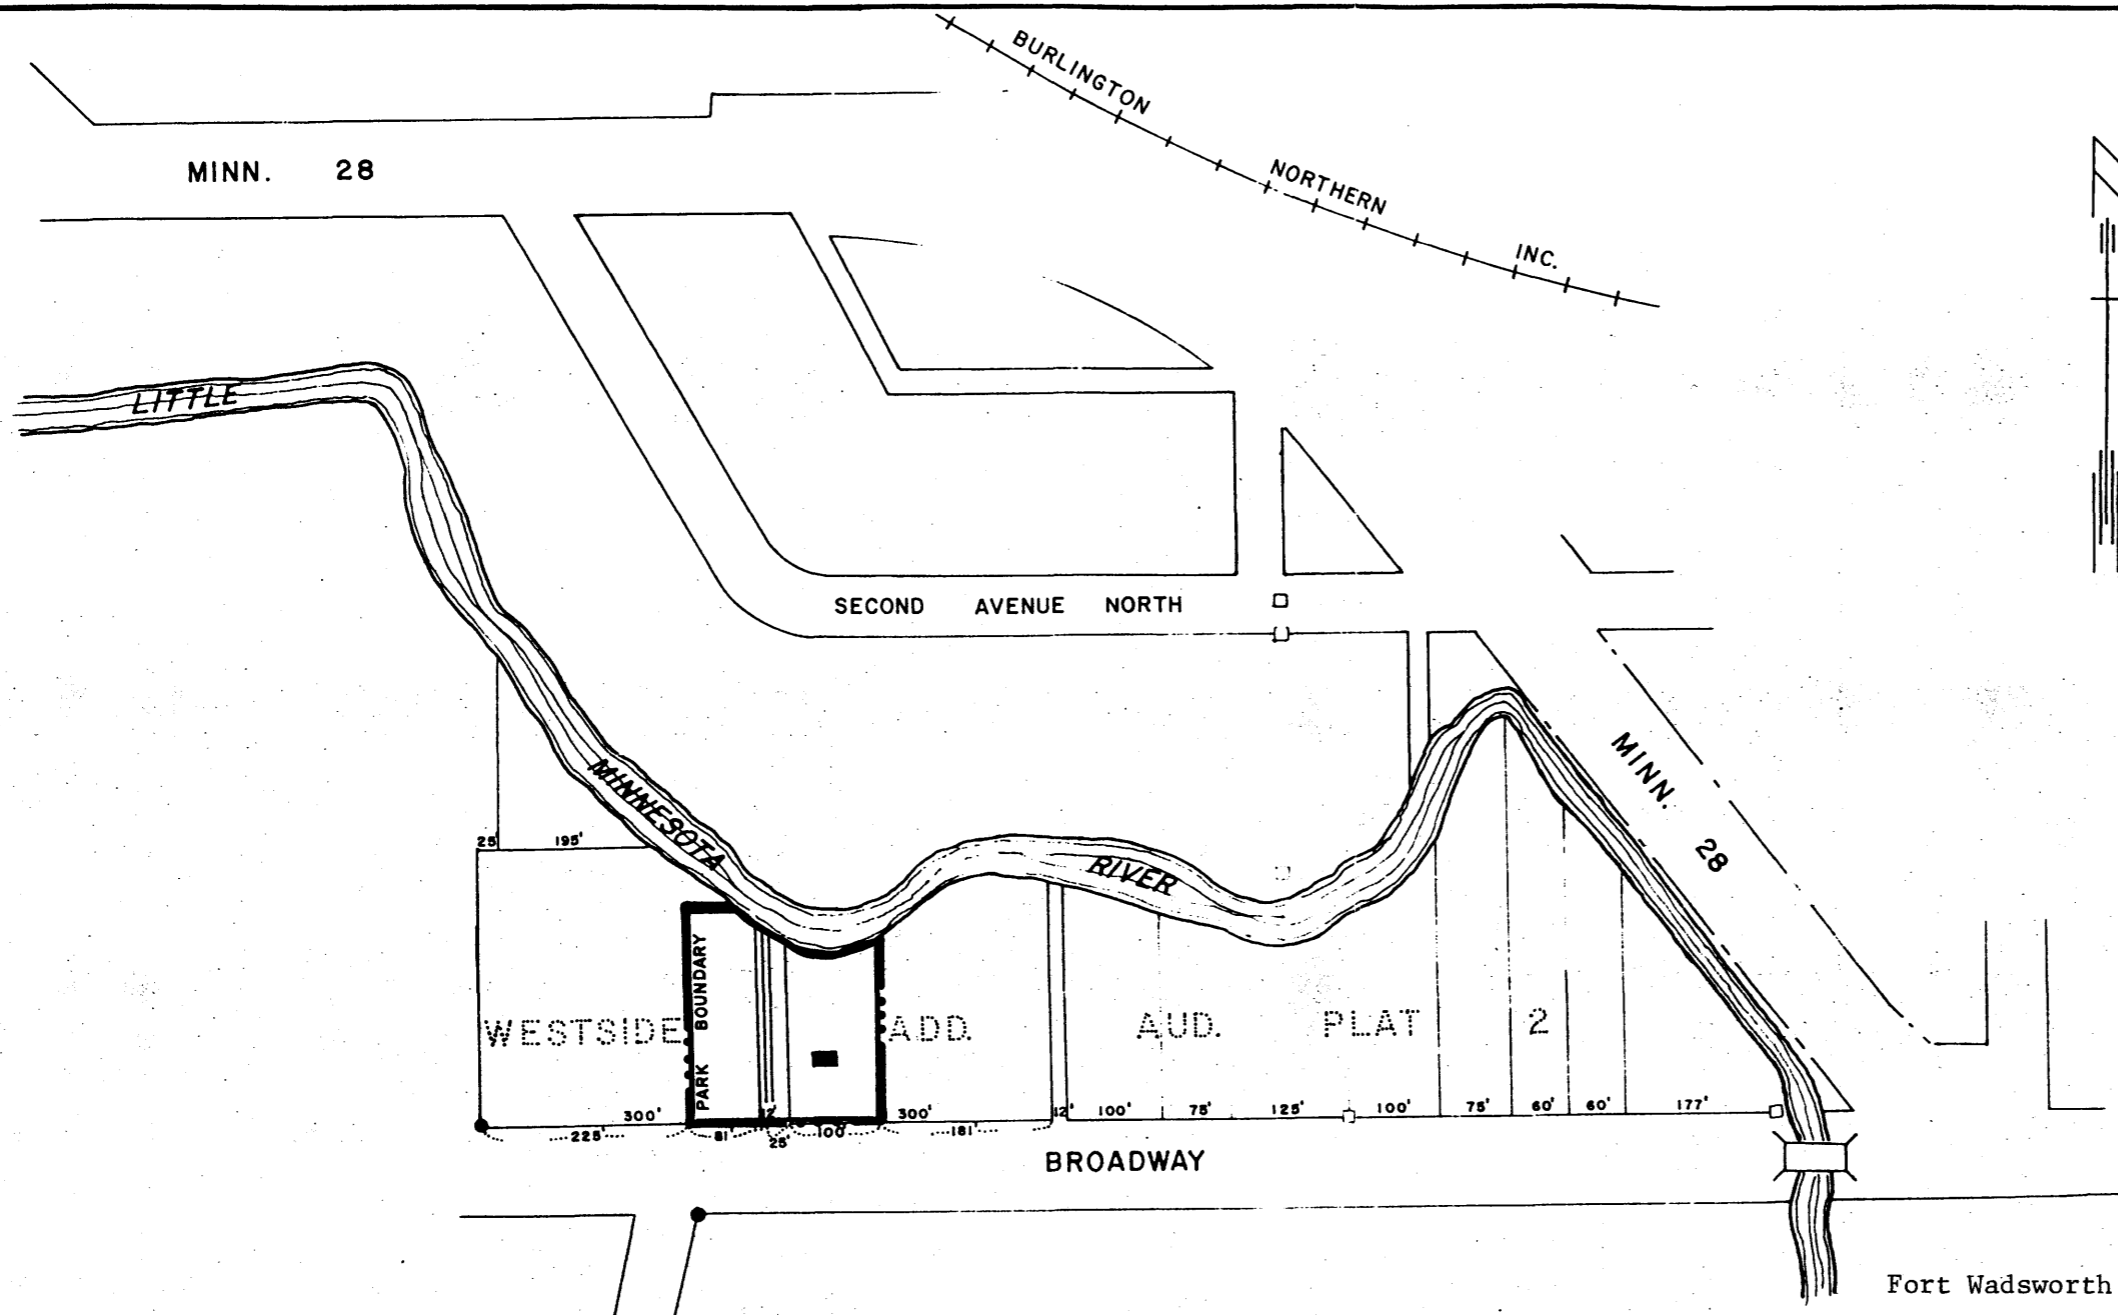 BURLINGTON NORTHERN INC.
MINN. 28
LITTLE
SECOND AVENUE NORTH
MINN. 28
MINNESOTA
25' 195'
RIVER
PARK BOUNDARY
WESTSIDE ADD. AUD. PLAT 2
300' 12' 300' 12' 100' 75' 125' 100' 75' 60' 60' 177'
225' 81' 25' 100' 181'
BROADWAY
Fort Wadsworth